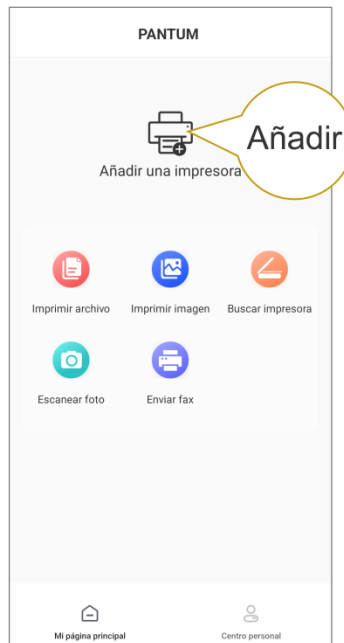 PANTUM
Añadir
Añadir una impresora
Imprimir archivo Imprimir imagen Buscar impresora
Escanear foto Enviar fax
Mi página principal Centro personal